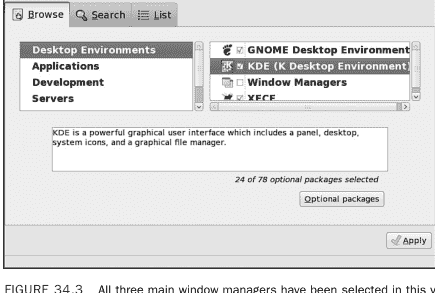 Browse Search List
Desktop Environments
Applications
Development
Servers
GNOME Desktop Environment
KDE (K Desktop Environment)
Window Managers
XFCE
KDE is a powerful graphical user interface which includes a panel, desktop,
system icons, and a graphical file manager.
24 of 78 optional packages selected
Optional packages
Apply
FIGURE 34.3 All three main window managers have been selected in this v